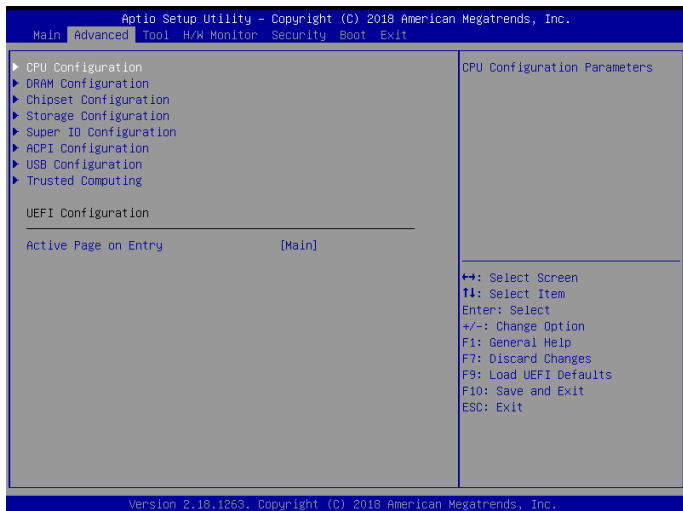 Aptio Setup Utility – Copyright (C) 2018 American Megatrends, Inc.
Main Advanced Tool H/W Monitor Security Boot Exit
CPU Configuration
DRAM Configuration
Chipset Configuration
Storage Configuration
Super IO Configuration
ACPI Configuration
USB Configuration
Trusted Computing
UEFI Configuration
Active Page on Entry [Main]
CPU Configuration Parameters
↔: Select Screen
↑↓: Select Item
Enter: Select
+/-: Change Option
F1: General Help
F7: Discard Changes
F9: Load UEFI Defaults
F10: Save and Exit
ESC: Exit
Version 2.18.1263. Copyright (C) 2018 American Megatrends, Inc.